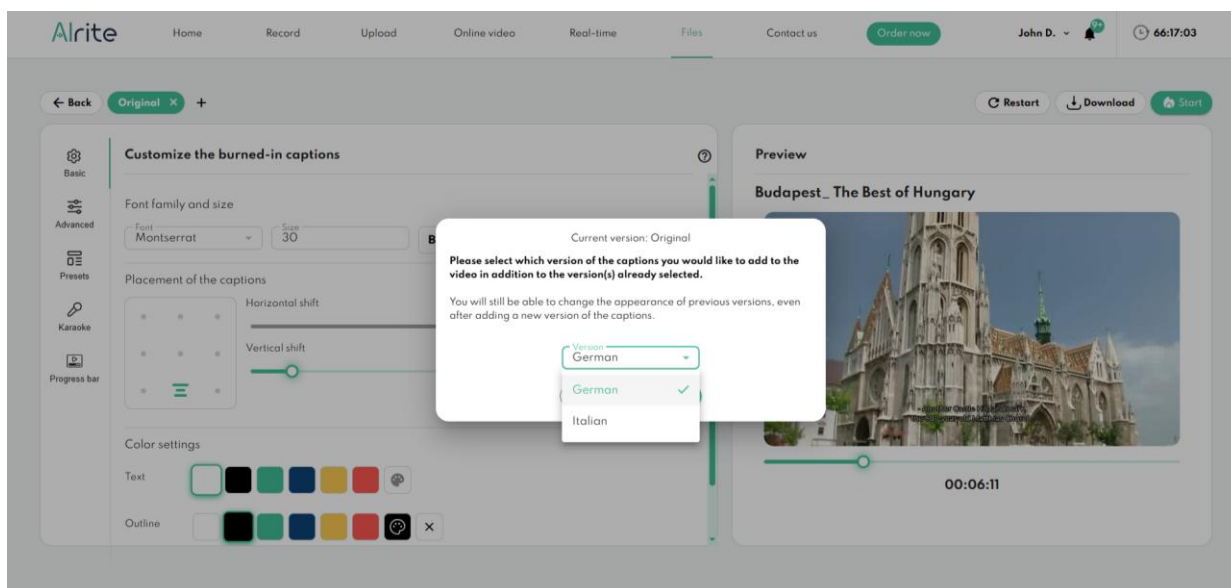 Alrite
Home
Record
Upload
Online video
Real-time
Files
Contact us
Order now
John D.
9+
66:17:03
Back
Original
Restart
Download
Start
Basic
Advanced
Presets
Karaoke
Progress bar
Customize the burned-in captions
Font family and size
Font
Montserrat
Size
30
B
Placement of the captions
Horizontal shift
Vertical shift
Color settings
Text
Outline
Current version: Original
Please select which version of the captions you would like to add to the
video in addition to the version(s) already selected.
You will still be able to change the appearance of previous versions, even
after adding a new version of the captions.
Version
German
German
Italian
Preview
Budapest_ The Best of Hungary
00:06:11